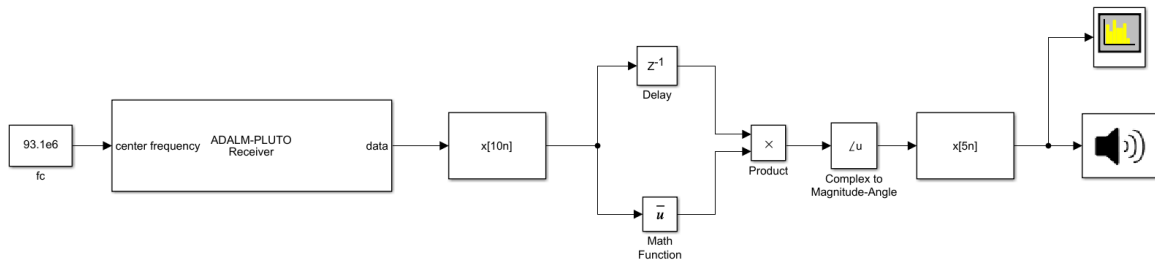 93.1e6
fc
center frequency
ADALM-PLUTO
Receiver
data
x[10n]
Z-1
Delay
u
Math
Function
×
Product
∠u
Complex to
Magnitude-Angle
x[5n]